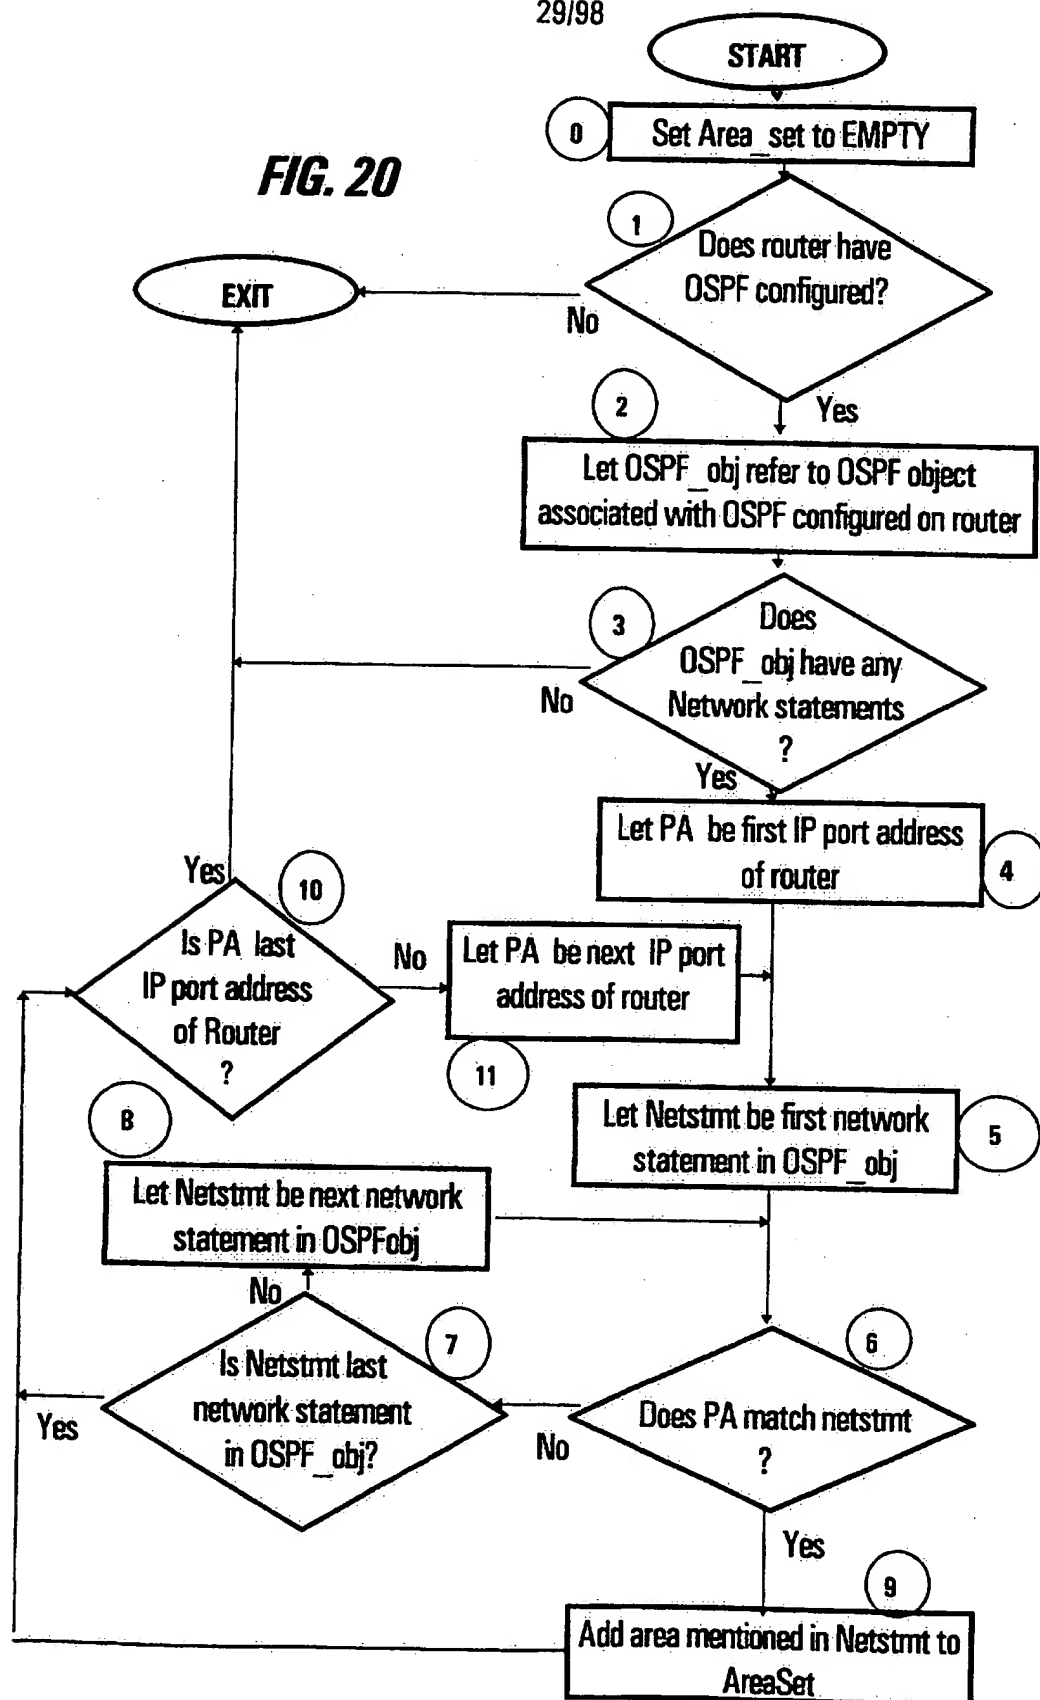 29/98
START
0
Set Area_set to EMPTY
FIG. 20
1
Does router have
OSPF configured?
EXIT
No
Yes
2
Let OSPF_obj refer to OSPF object
associated with OSPF configured on router
3
Does
OSPF_obj have any
Network statements
?
No
Yes
Let PA be first IP port address
of router
4
Yes
10
Is PA last
IP port address
of Router
?
No
Let PA be next IP port
address of router
11
8
Let Netstmt be first network
statement in OSPF_obj
5
Let Netstmt be next network
statement in OSPFobj
No
7
Is Netstmt last
network statement
in OSPF_obj?
Yes
6
Does PA match netstmt
?
No
Yes
9
Add area mentioned in Netstmt to
AreaSet